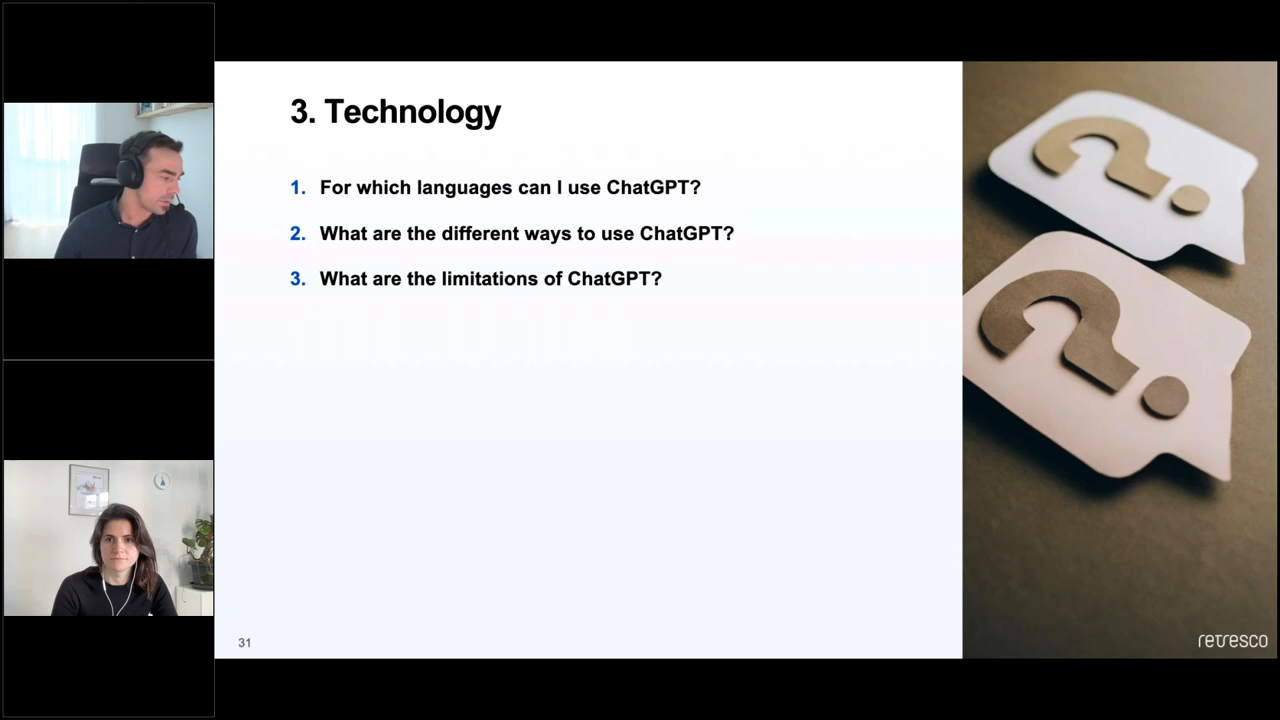 3. Technology
1. For which languages can I use ChatGPT?
2. What are the different ways to use ChatGPT?
3. What are the limitations of ChatGPT?
31
retresco